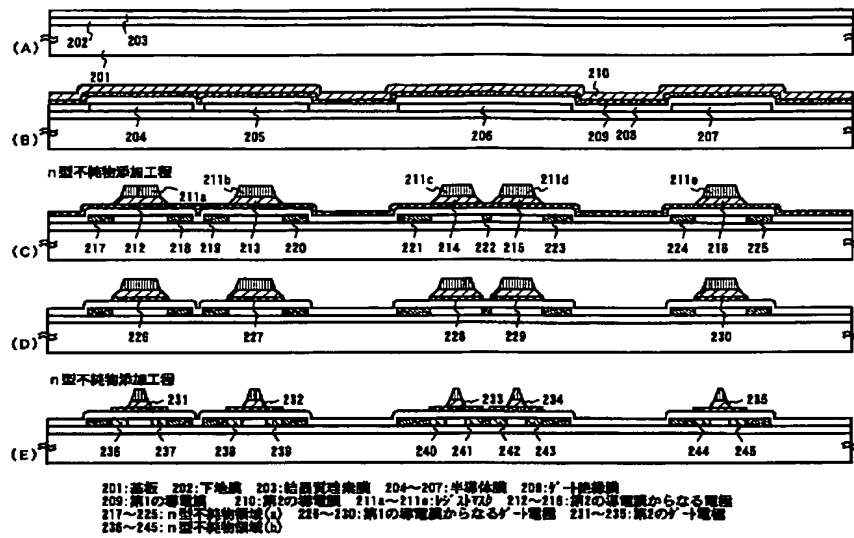 202
203
(A)
201
210
204
205
206
209
208
207
(B)
n型不純物添加工程
211a
211b
211c
211d
211e
217 212 218 219 213 220 221 214 222 215 223 224 216 225
(C)
226 227 228 229 230
(D)
n型不純物添加工程
231 232 233 234 235
236 237 238 239 240 241 242 243 244 245
(E)
201:基板 202:下地膜 203:結晶質珪素膜 204~207:半導体膜 208:ゲート絶縁膜
209:第1の導電膜 210:第2の導電膜 211a~211e:レジストマスク 212~216:第2の導電膜からなる電極
217~225:n型不純物領域(a) 226~230:第1の導電膜からなるゲート電極 231~235:第2のゲート電極
236~245:n型不純物領域(b)